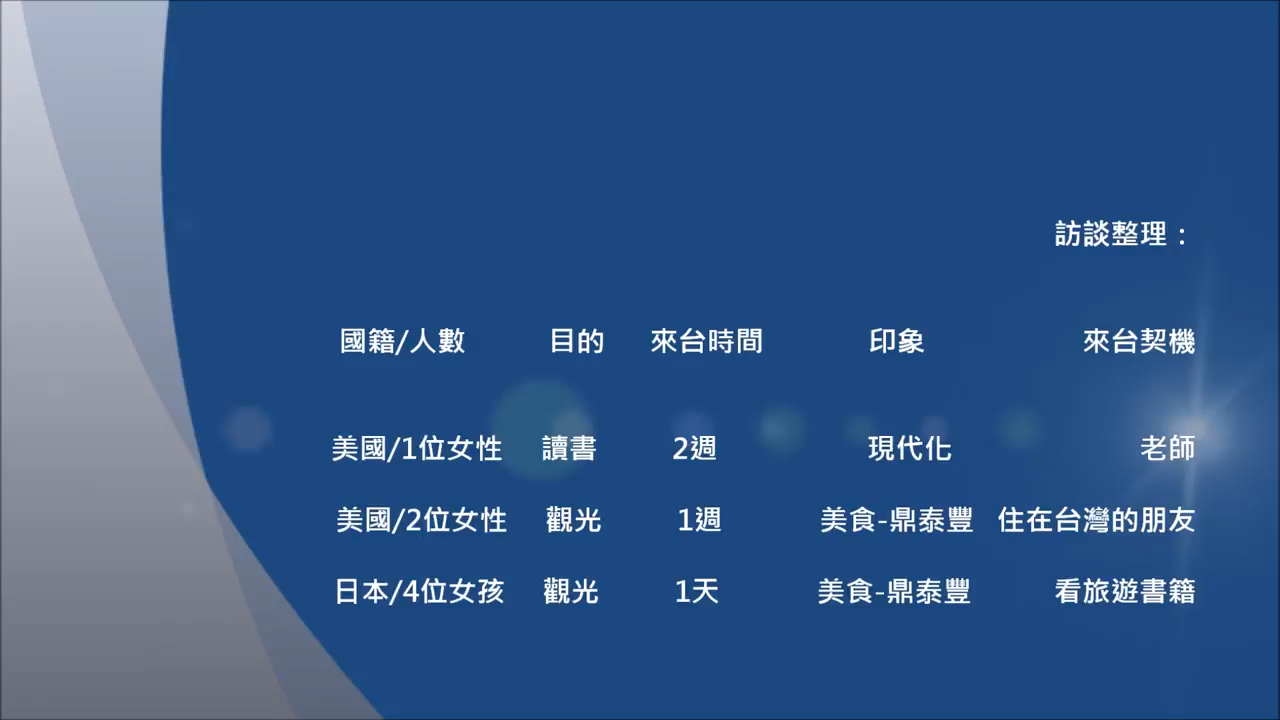 訪談整理：
國籍/人數 目的 來台時間 印象 來台契機
美國/1位女性 讀書 2週 現代化 老師
美國/2位女性 觀光 1週 美食-鼎泰豐 住在台灣的朋友
日本/4位女孩 觀光 1天 美食-鼎泰豐 看旅遊書籍